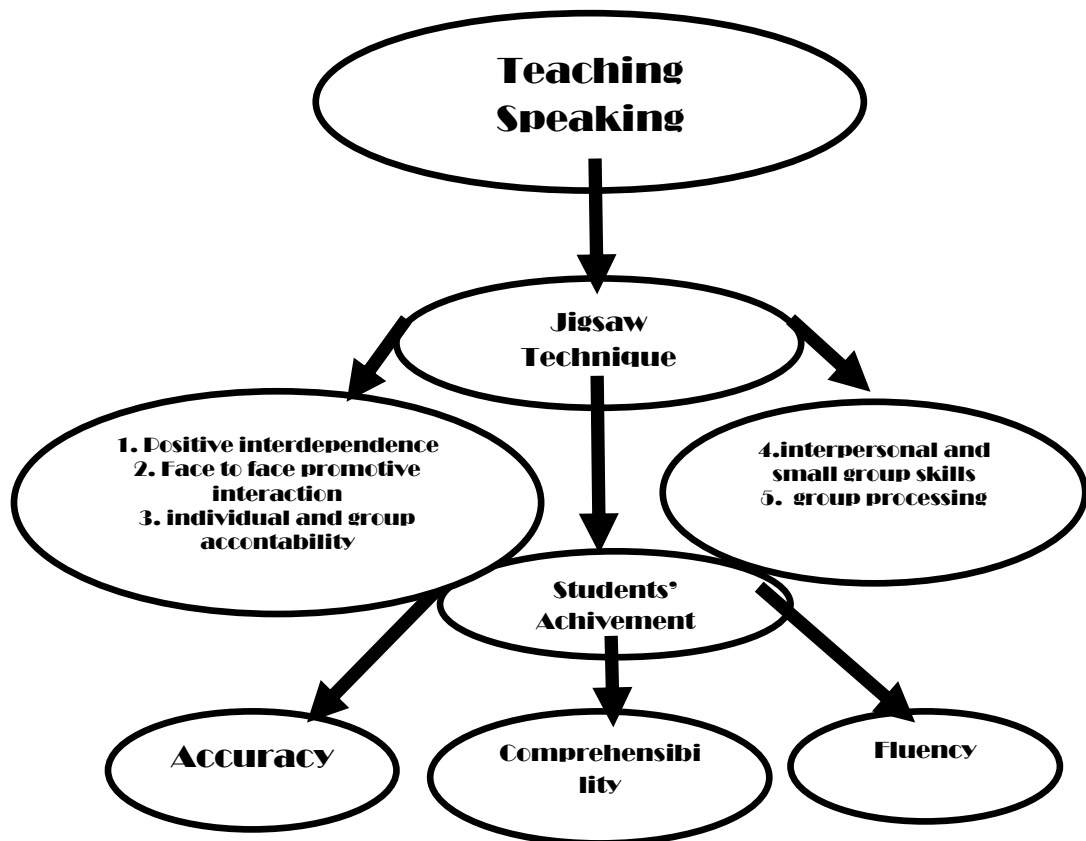 Teaching
Speaking
Jigsaw
Technique
1. Positive interdependence
2. Face to face promotive
interaction
3. individual and group
accontability
4.interpersonal and
small group skills
5. group processing
Students’
Achivement
Accuracy
Comprehensibi
lity
Fluency